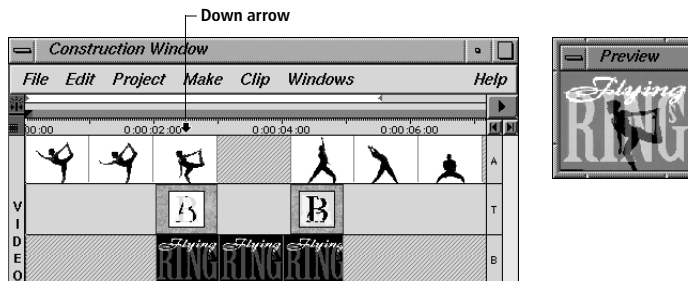 Down arrow
Construction Window
File Edit Project Make Clip Windows Help
00:00 0:00:02:00 0:00:04:00 0:00:06:00
A
VIDEO
B B
T
Flying Flying Flying
RING RING RING
B
Preview
Flying
RING